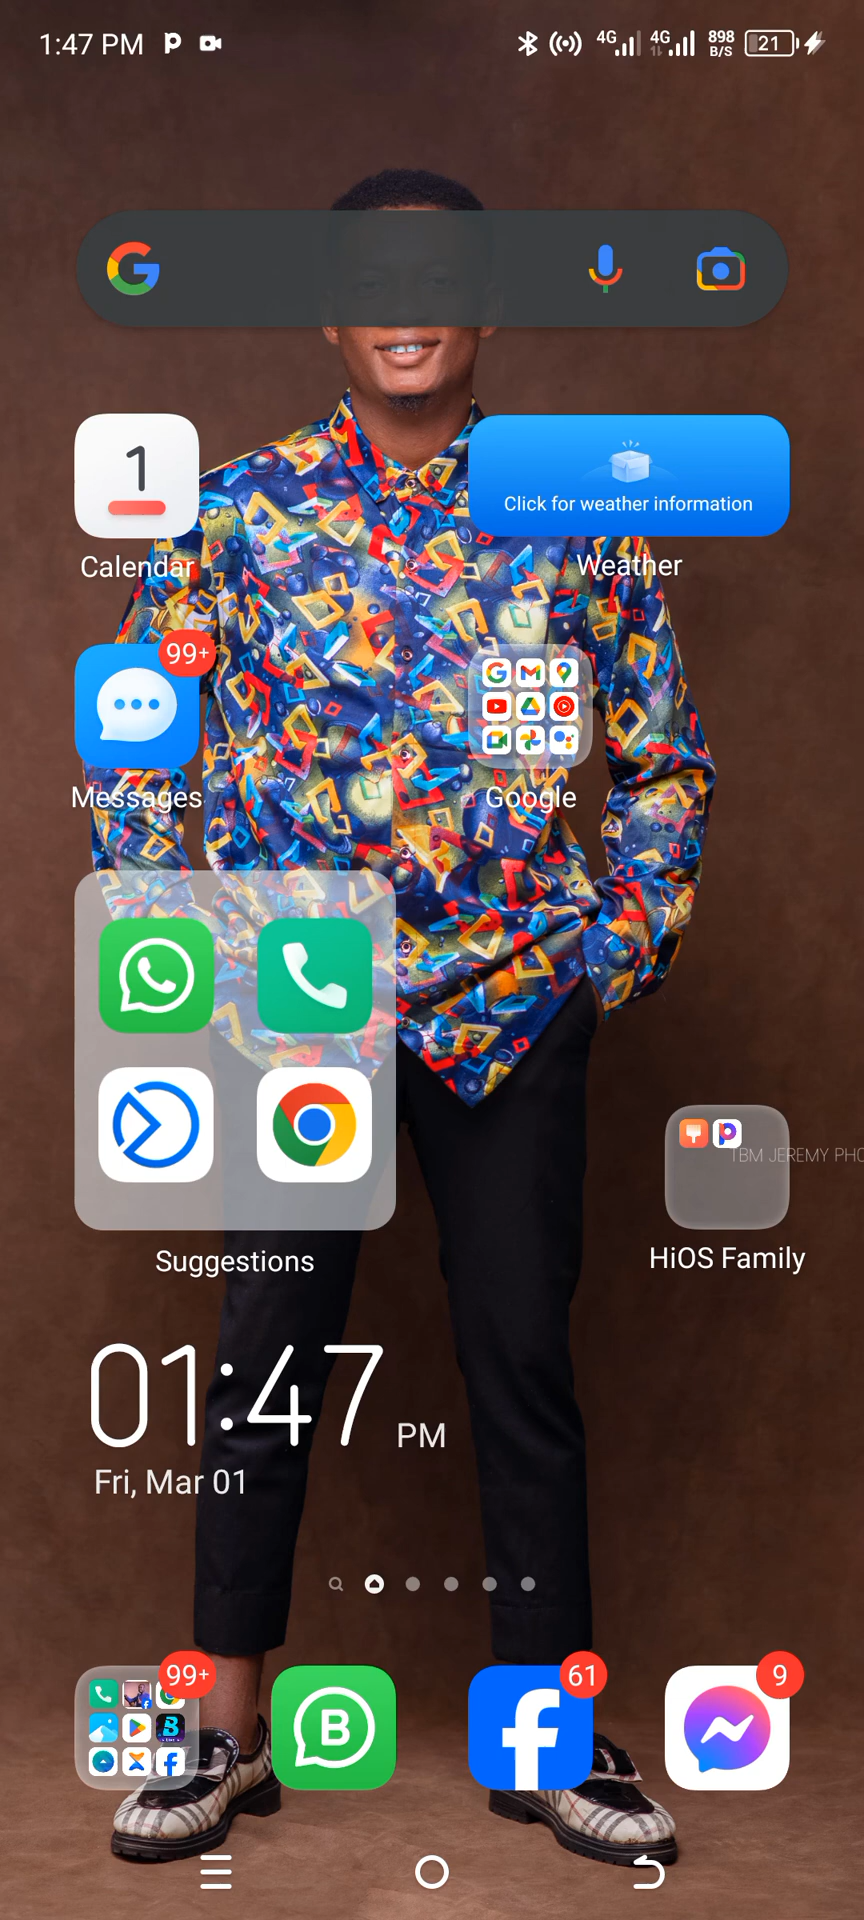 1:47 PM
4G 4G 898 B/S 21
1
Click for weather information
Calendar
Weather
99+
Messages
Google
TBM JEREMY PHO
Suggestions
HiOS Family
01:47 PM
Fri, Mar 01
99+
B
61
9